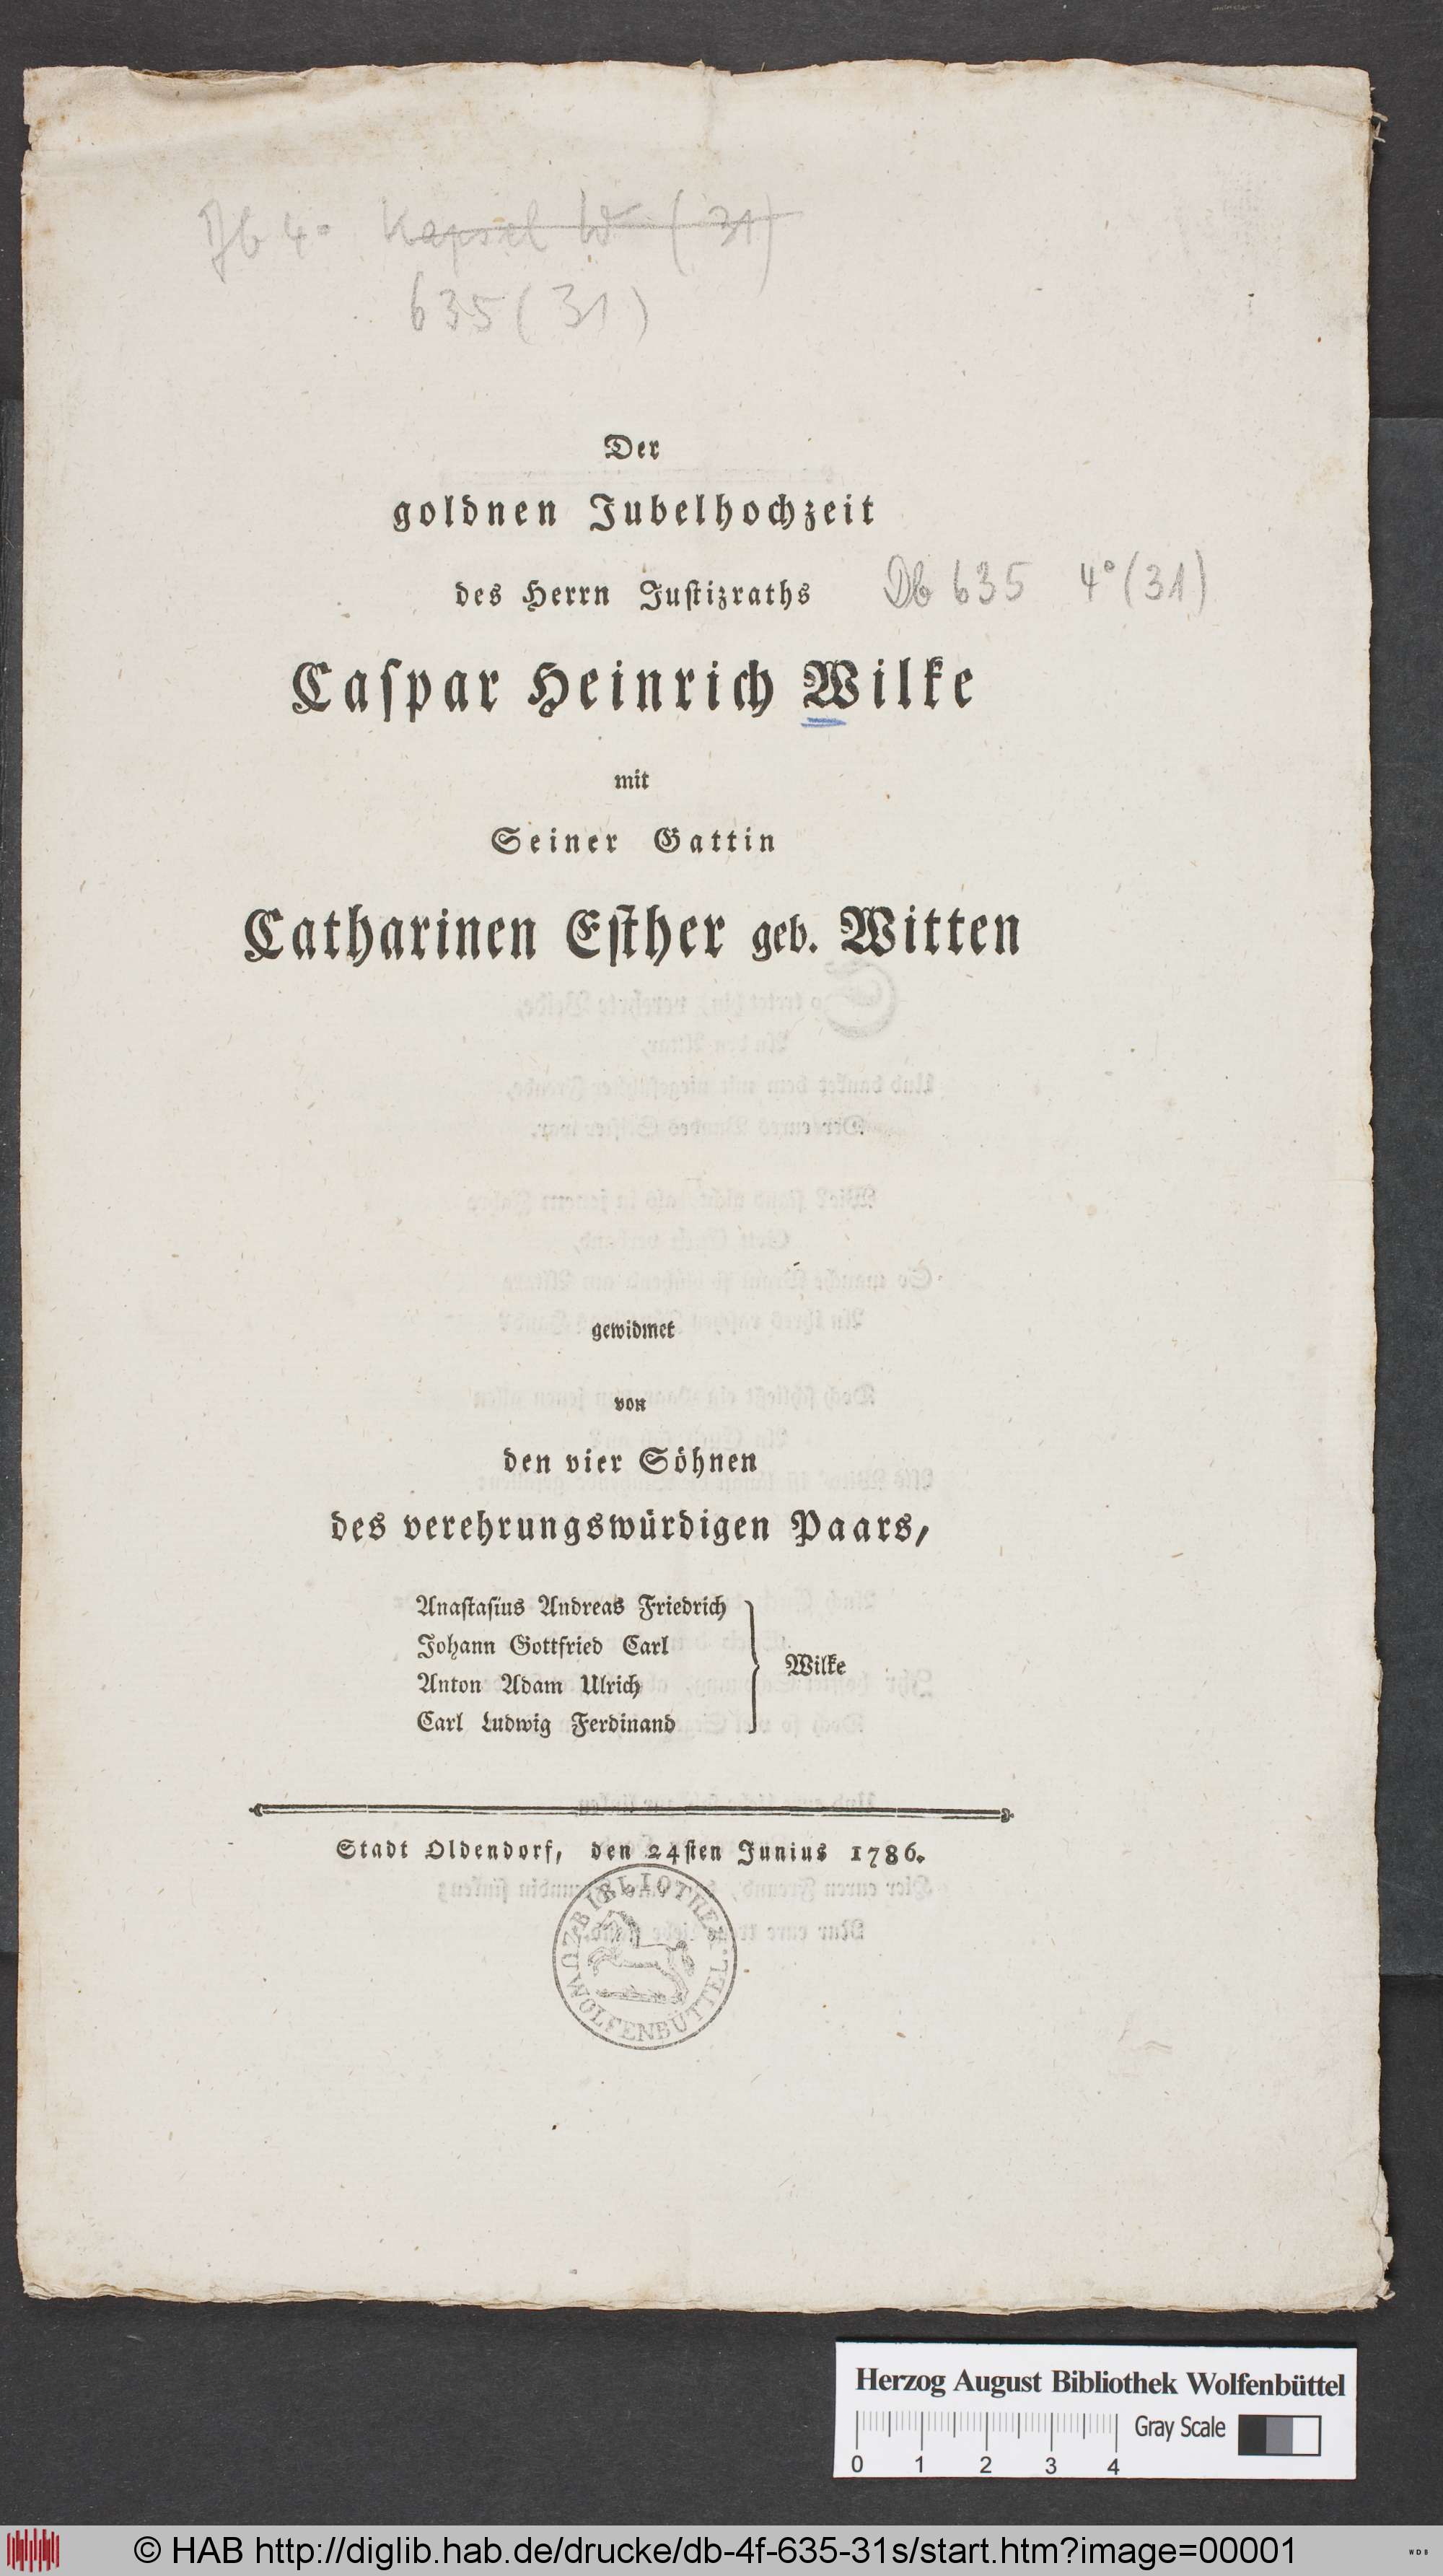 Db 4° Kapsel W (31)
635 (31)
Der
goldnen Jubelhochzeit
des Herrn Juſtizraths
Db 635 4° (31)
Caſpar Heinrich Wilke
mit
Seiner Gattin
Catharinen Eſther geb. Witten
gewidmet
von
den vier Söhnen
des verehrungswürdigen Paars,
Anaſtaſius Andreas Friedrich
Johann Gottfried Carl
Anton Adam Ulrich
Carl Ludwig Ferdinand
Wilke
Stadt Oldendorf, den 24ſten Junius 1786.
BIBLIOTHEK
ZU WOLFENBÜTTEL.
Herzog August Bibliothek Wolfenbüttel
Gray Scale
0 1 2 3 4
© HAB http://diglib.hab.de/drucke/db-4f-635-31s/start.htm?image=00001
WDB